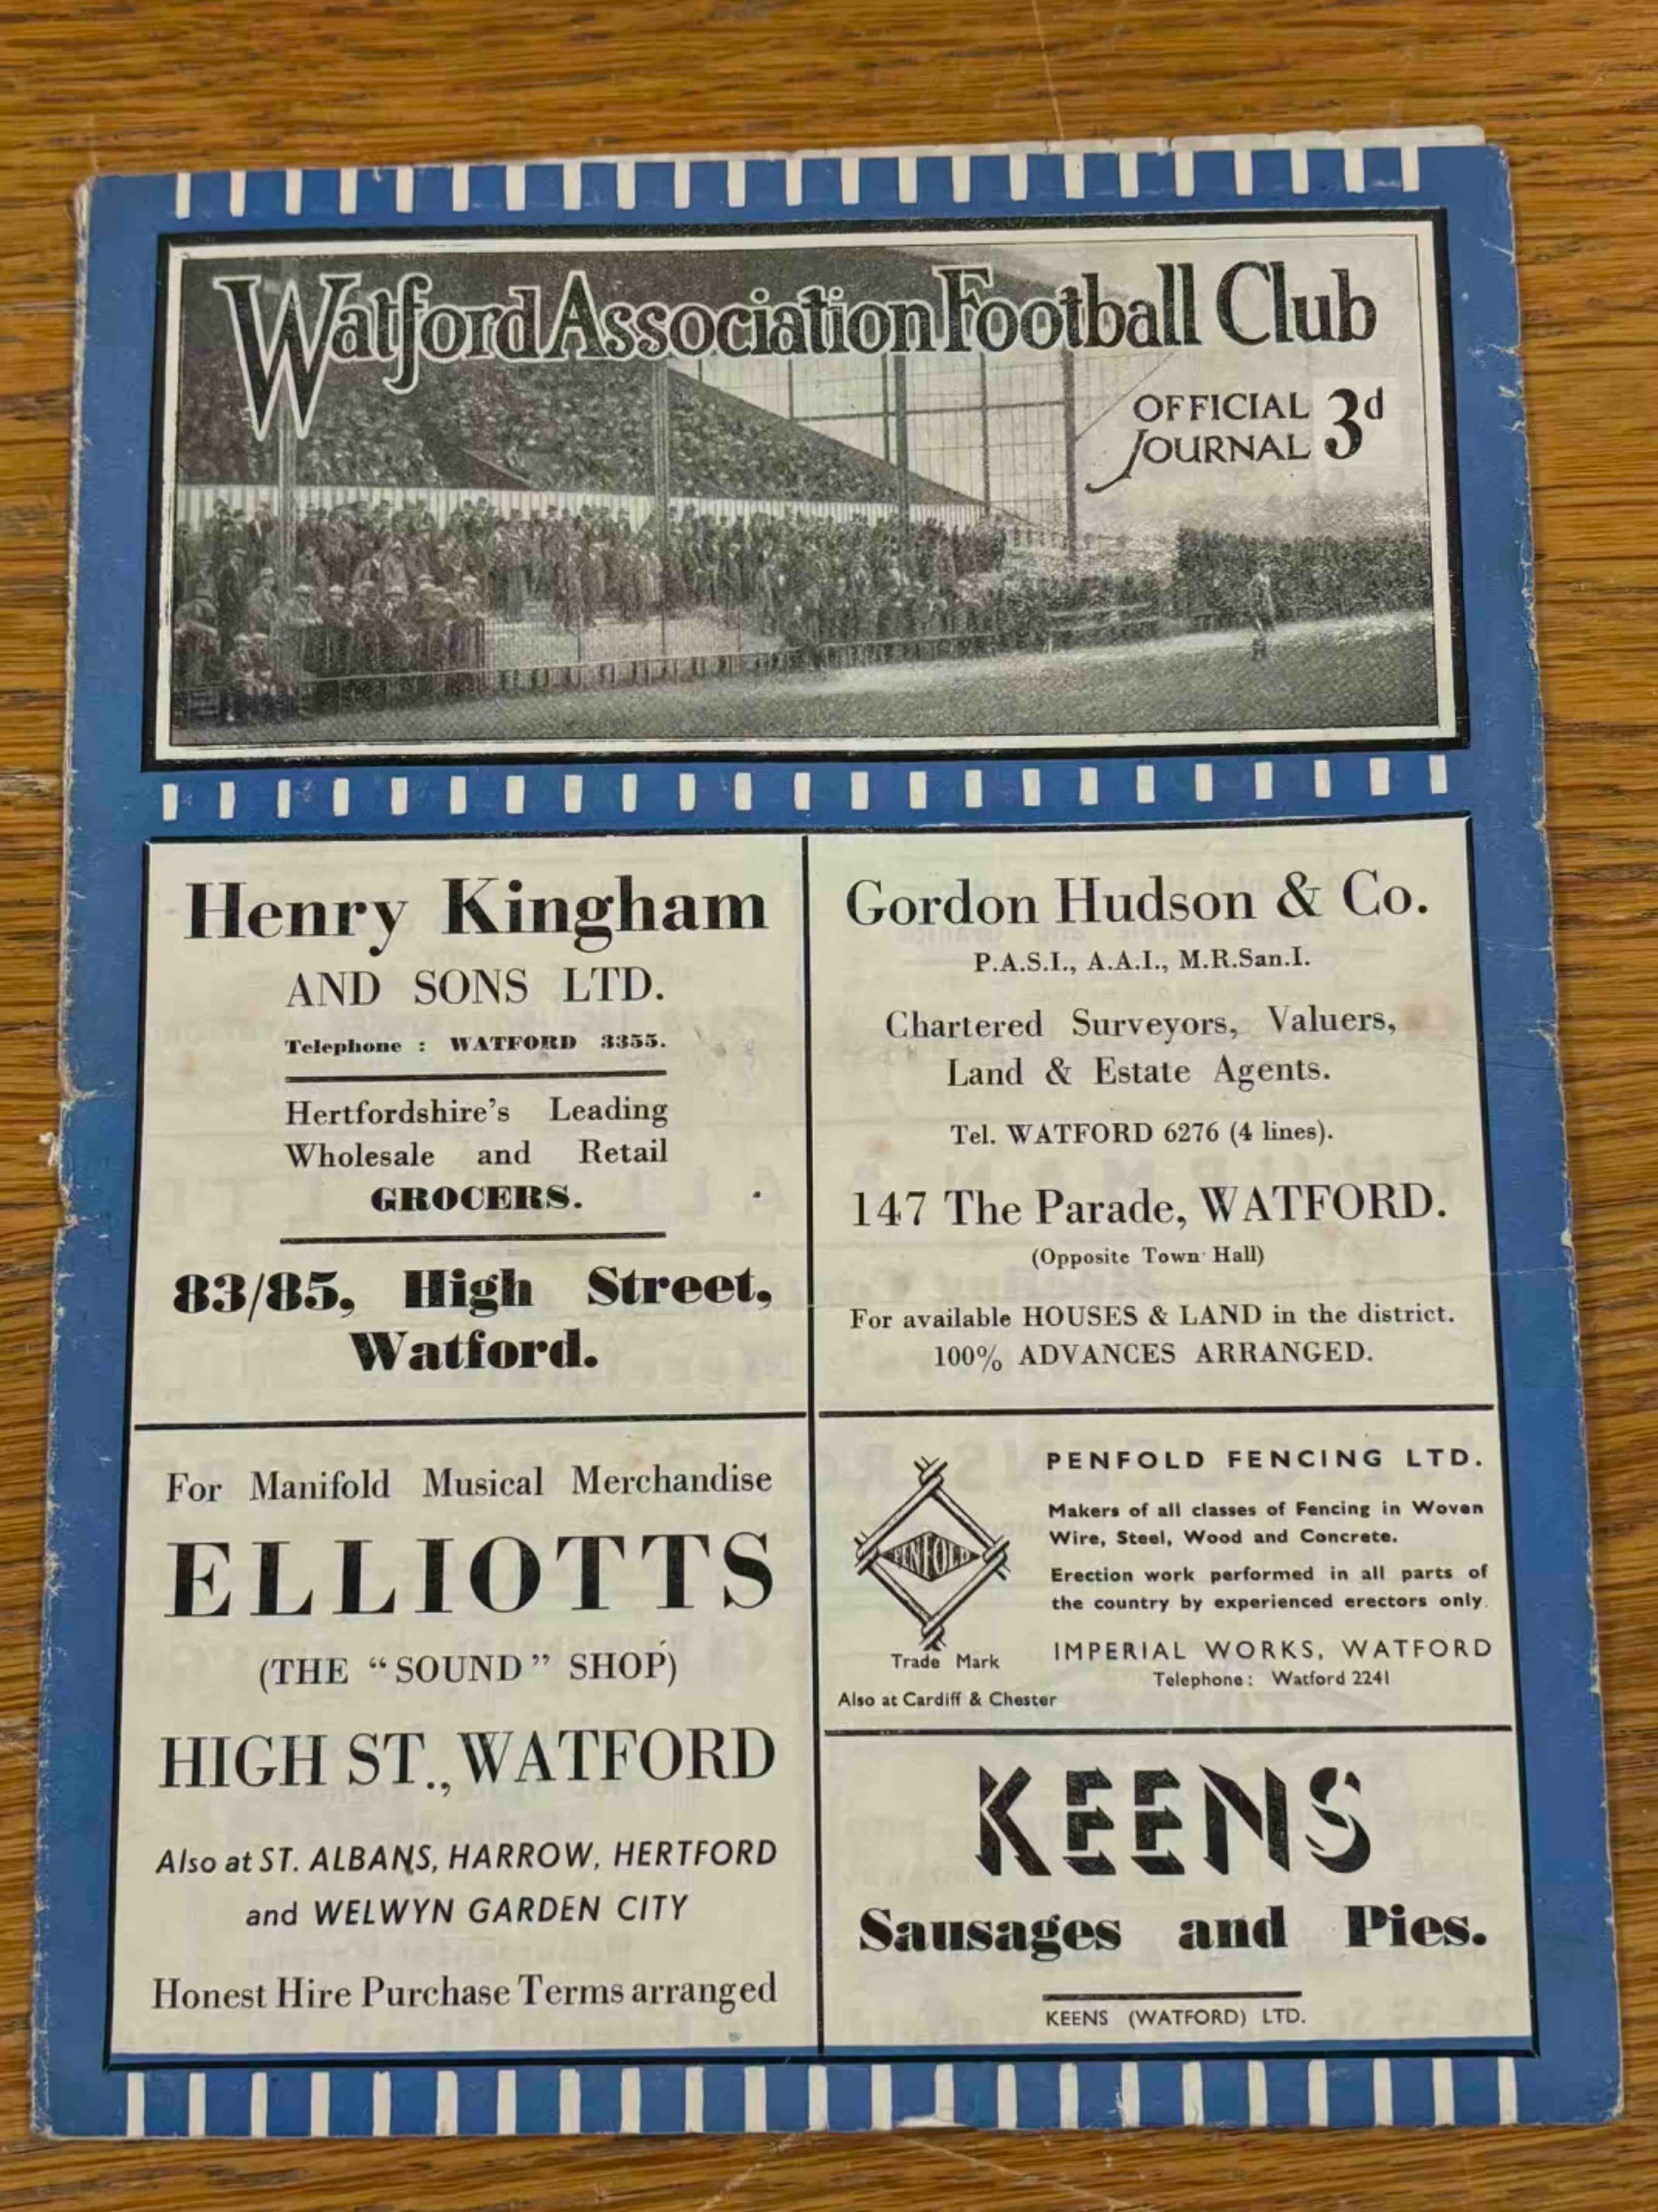 Watford Association Football Club
OFFICIAL
JOURNAL 3d
Henry Kingham
AND SONS LTD.
Telephone : WATFORD 3355.
Hertfordshire's Leading
Wholesale and Retail
GROCERS.
83/85, High Street,
Watford.
Gordon Hudson & Co.
P.A.S.I., A.A.I., M.R.San.I.
Chartered Surveyors, Valuers,
Land & Estate Agents.
Tel. WATFORD 6276 (4 lines).
147 The Parade, WATFORD.
(Opposite Town Hall)
For available HOUSES & LAND in the district.
100% ADVANCES ARRANGED.
For Manifold Musical Merchandise
ELLIOTTS
(THE "SOUND" SHOP)
HIGH ST., WATFORD
Also at ST. ALBANS, HARROW, HERTFORD
and WELWYN GARDEN CITY
Honest Hire Purchase Terms arranged
PENFOLD FENCING LTD.
Makers of all classes of Fencing in Woven
Wire, Steel, Wood and Concrete.
Erection work performed in all parts of
the country by experienced erectors only.
IMPERIAL WORKS, WATFORD
Telephone: Watford 2241
PENFOLD
Trade Mark
Also at Cardiff & Chester
KEENS
Sausages and Pies.
KEENS (WATFORD) LTD.